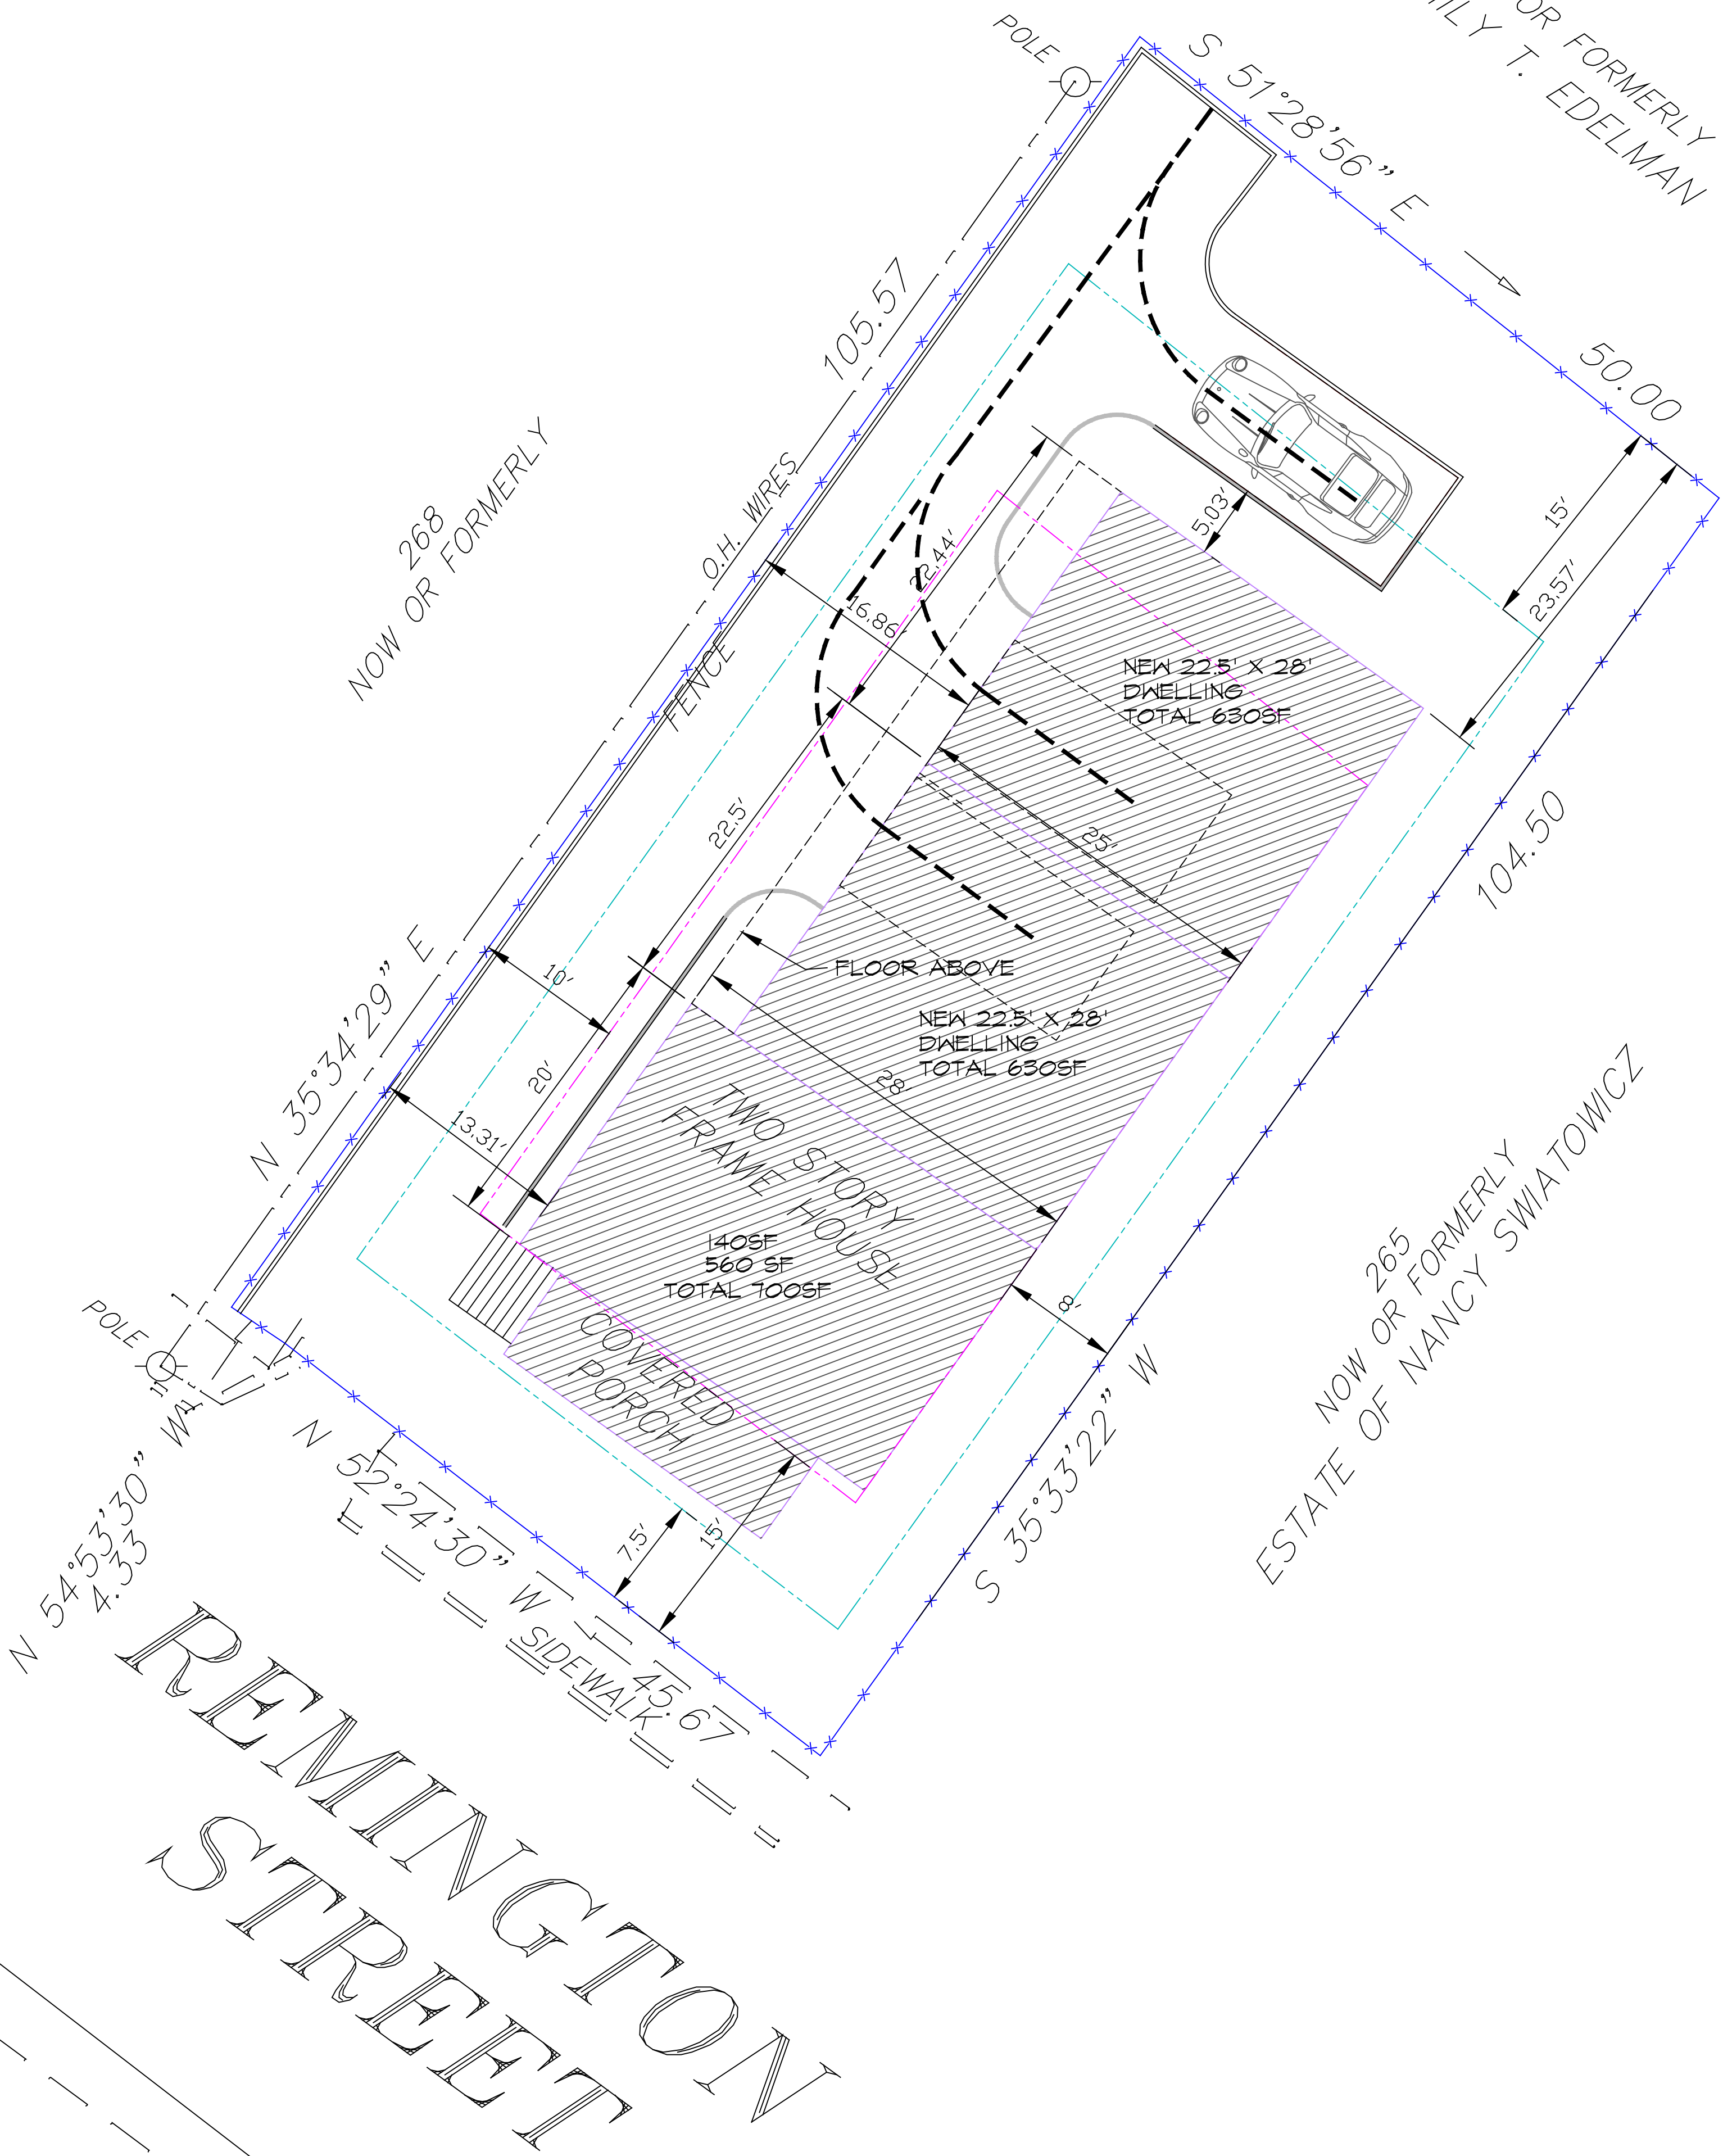 OR FORMERLY
ILY T. EDELMAN
POLE
S 51°28'56" E
105.57
50.00
268
NOW OR FORMERLY
O.H. WIRES
FENCE
15'
23.57'
5.03'
22.44'
16.86'
NEW 22.5' X 28'
DWELLING
TOTAL 630SF
22.5'
25'
104.50
FLOOR ABOVE
10'
N 35°34'29" E
NEW 22.5' X 28'
DWELLING
TOTAL 630SF
20'
28'
13.31'
TWO STORY
FRAME HOUSE
140SF
560 SF
TOTAL 700SF
8'
265
NOW OR FORMERLY
ESTATE OF NANCY SWIATOWICZ
POLE
COVERED
PORCH
S 35°33'22" W
N 54°53'30" W
4.33
N 52°24'30" W
45.67
7.5'
15'
SIDEWALK
REMINGTON
STREET